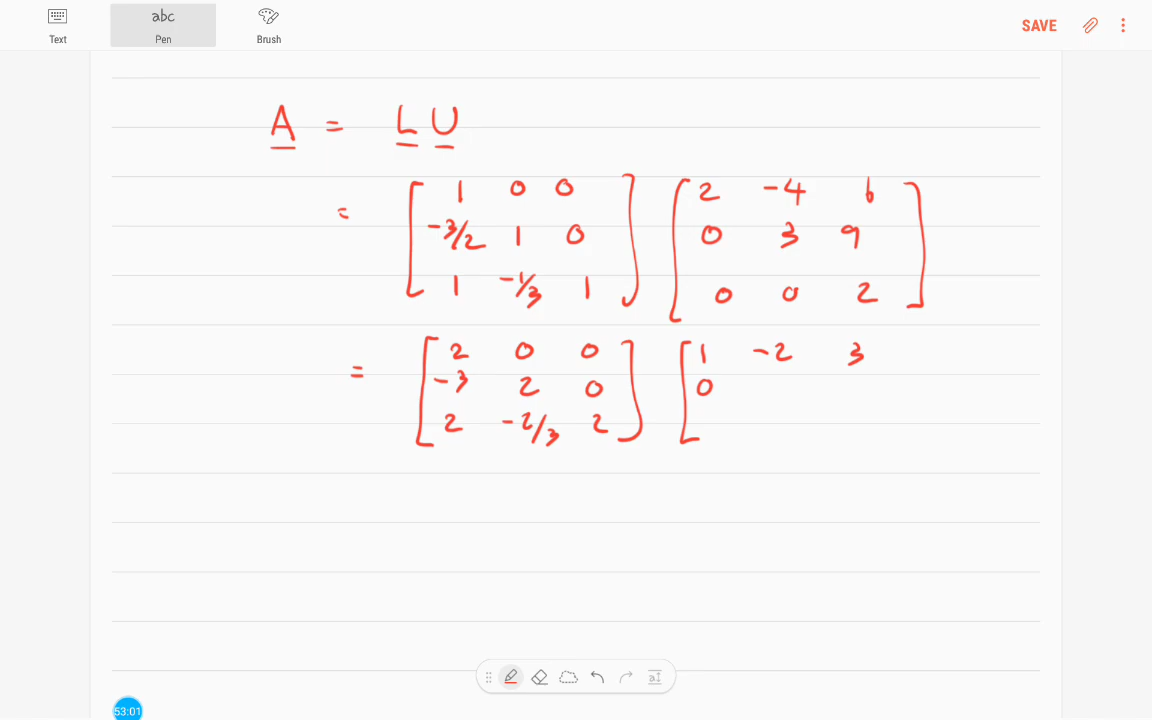 Text abc Pen Brush SAVE
A = L U
= [ 1 0 0 ] [ 2 -4 6 ]
-3/2 1 0 0 3 9
1 -1/3 1 0 0 2
= [ 2 0 0 ] [ 1 -2 3
-3 2 0 0
2 -2/3 2
53:01